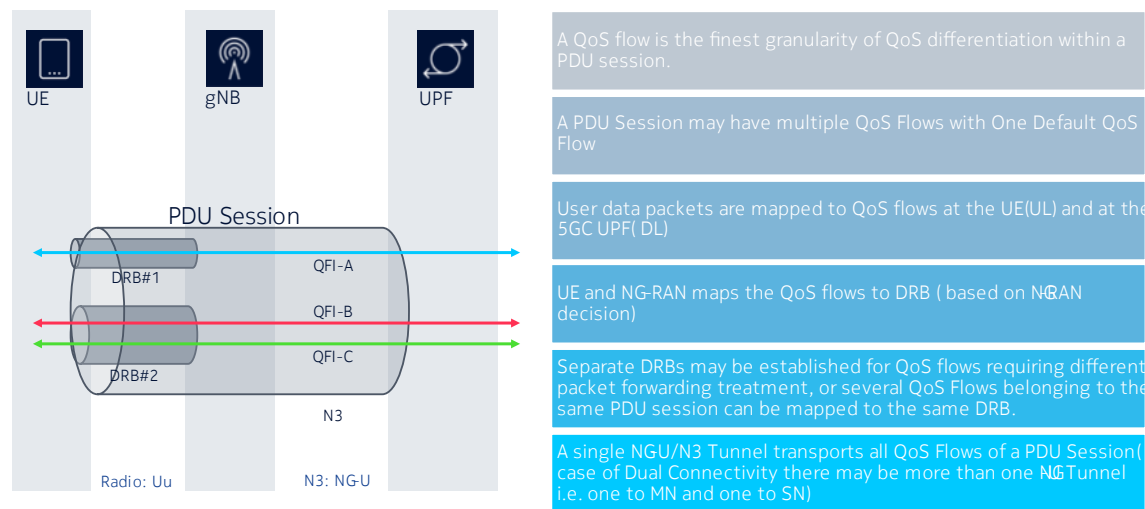 UE
gNB
UPF
PDU Session
QFI-A
DRB#1
QFI-B
QFI-C
DRB#2
N3
Radio: Uu
N3: NG-U
A QoS flow is the finest granularity of QoS differentiation within a
PDU session.
A PDU Session may have multiple QoS Flows with One Default QoS
Flow
User data packets are mapped to QoS flows at the UE(UL) and at the
5GC UPF( DL)
UE and NG-RAN maps the QoS flows to DRB ( based on NG-RAN
decision)
Separate DRBs may be established for QoS flows requiring different
packet forwarding treatment, or several QoS Flows belonging to the
same PDU session can be mapped to the same DRB.
A single NG-U/N3 Tunnel transports all QoS Flows of a PDU Session(
case of Dual Connectivity there may be more than one NG-U Tunnel
i.e. one to MN and one to SN)